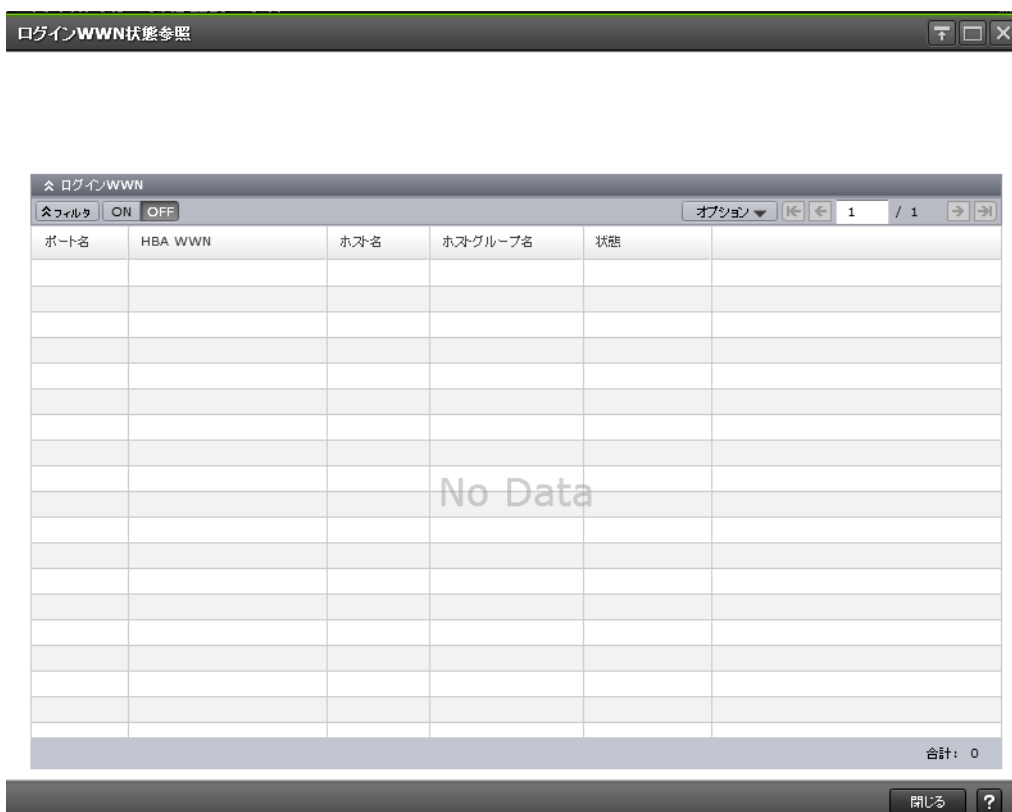 ログインWWN状態参照
ログインWWN
フィルタ ON OFF オプション 1 / 1
ポート名 HBA WWN ホスト名 ホストグループ名 状態
No Data
合計: 0
閉じる ?